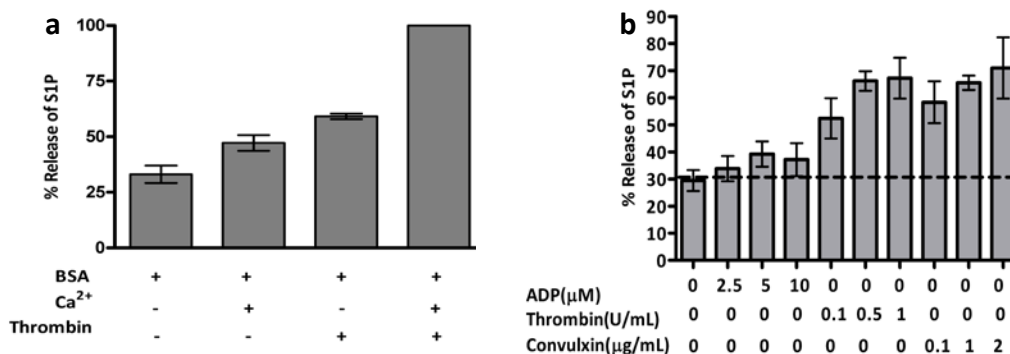 a
% Release of S1P
100
75
50
25
0
BSA + + + +
Ca2+ - + - +
Thrombin - - + +
b
% Release of S1P
90
80
70
60
50
40
30
20
10
0
ADP(μM) 0 2.5 5 10 0 0 0 0 0 0
Thrombin(U/mL) 0 0 0 0 0.1 0.5 1 0 0 0
Convulxin(μg/mL) 0 0 0 0 0 0 0 0.1 1 2